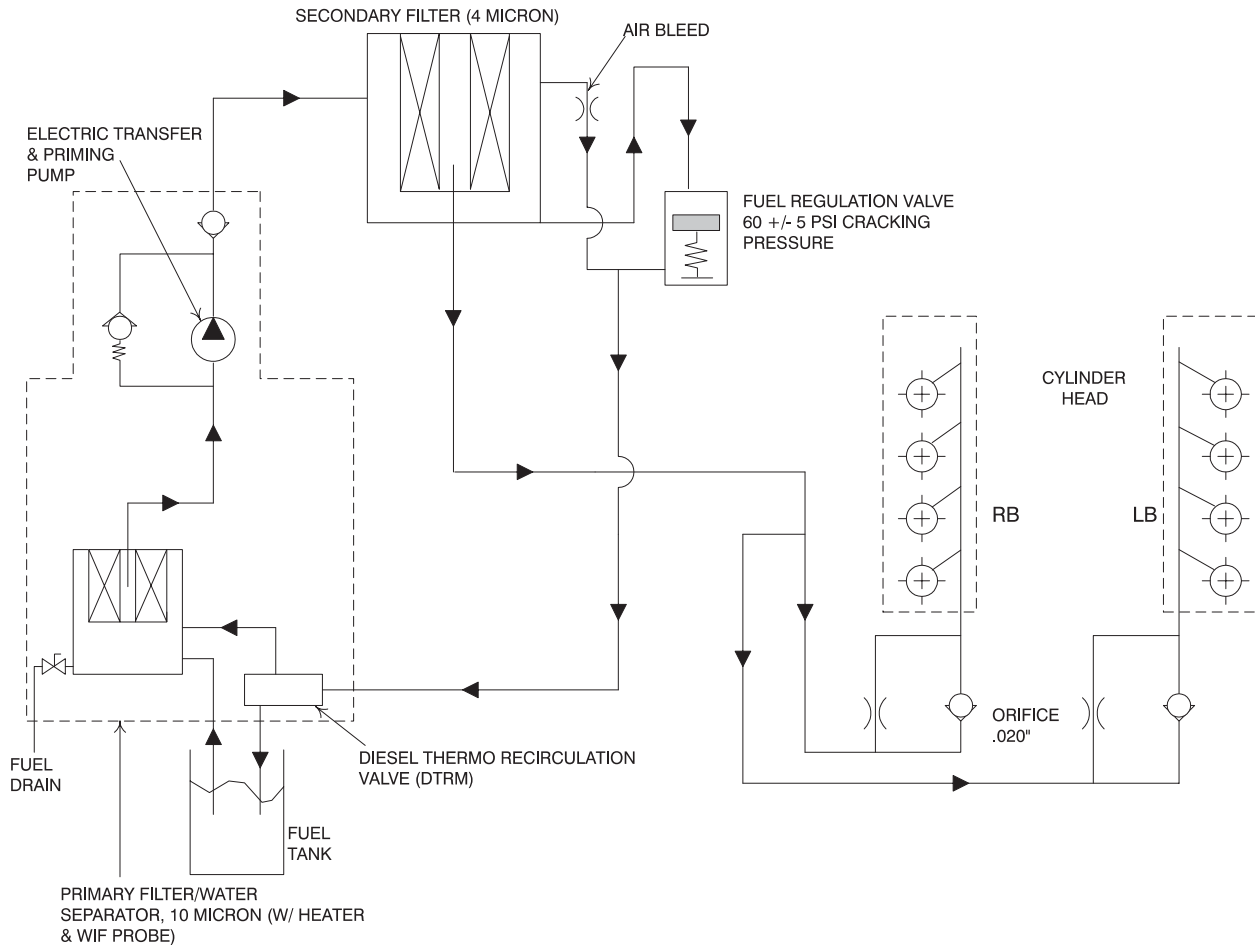 SECONDARY FILTER (4 MICRON)
AIR BLEED
ELECTRIC TRANSFER
& PRIMING
PUMP
FUEL REGULATION VALVE
60 +/- 5 PSI CRACKING
PRESSURE
CYLINDER
HEAD
RB
LB
ORIFICE
.020"
DIESEL THERMO RECIRCULATION
VALVE (DTRM)
FUEL
DRAIN
FUEL
TANK
PRIMARY FILTER/WATER
SEPARATOR, 10 MICRON (W/ HEATER
& WIF PROBE)